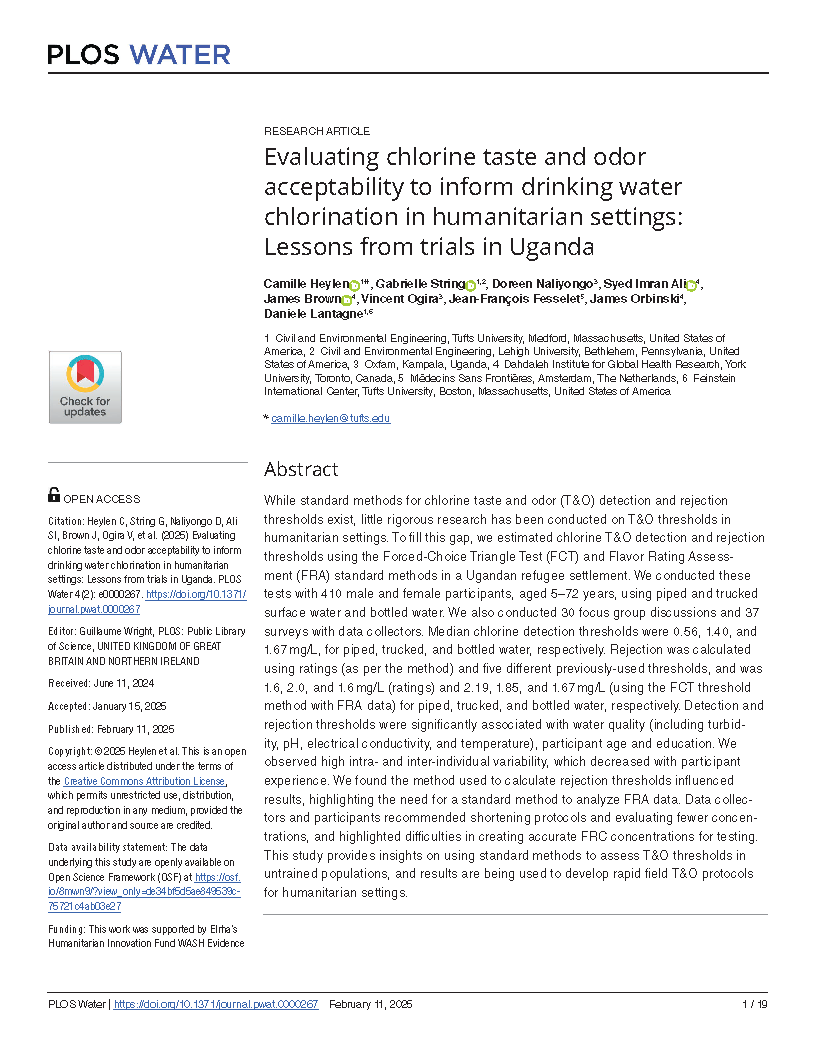 PLOS WATER
RESEARCH ARTICLE
Evaluating chlorine taste and odor
acceptability to inform drinking water
chlorination in humanitarian settings:
Lessons from trials in Uganda
Camille Heylen1*, Gabrielle String1,2, Doreen Naliyongo3, Syed Imran Ali4,
James Brown4, Vincent Ogira3, Jean-François Fesselet5, James Orbinski4,
Daniele Lantagne1,6
1 Civil and Environmental Engineering, Tufts University, Medford, Massachusetts, United States of
America, 2 Civil and Environmental Engineering, Lehigh University, Bethlehem, Pennsylvania, United
States of America, 3 Oxfam, Kampala, Uganda, 4 Dahdaleh Institute for Global Health Research, York
University, Toronto, Canada, 5 Médecins Sans Frontières, Amsterdam, The Netherlands, 6 Feinstein
International Center, Tufts University, Boston, Massachusetts, United States of America
* camille.heylen@tufts.edu
Check for
updates
OPEN ACCESS
Citation: Heylen C, String G, Naliyongo D, Ali
SI, Brown J, Ogira V, et al. (2025) Evaluating
chlorine taste and odor acceptability to inform
drinking water chlorination in humanitarian
settings: Lessons from trials in Uganda. PLOS
Water 4(2): e0000267. https://doi.org/10.1371/
journal.pwat.0000267
Editor: Guillaume Wright, PLOS: Public Library
of Science, UNITED KINGDOM OF GREAT
BRITAIN AND NORTHERN IRELAND
Received: June 11, 2024
Accepted: January 15, 2025
Published: February 11, 2025
Copyright: © 2025 Heylen et al. This is an open
access article distributed under the terms of
the Creative Commons Attribution License,
which permits unrestricted use, distribution,
and reproduction in any medium, provided the
original author and source are credited.
Data availability statement: The data
underlying this study are openly available on
Open Science Framework (OSF) at https://osf.
io/8mwn9/?view_only=de34bf5d5ae849539c-
75721c4ab03e27
Funding: This work was supported by Elrha's
Humanitarian Innovation Fund WASH Evidence
Abstract
While standard methods for chlorine taste and odor (T&O) detection and rejection
thresholds exist, little rigorous research has been conducted on T&O thresholds in
humanitarian settings. To fill this gap, we estimated chlorine T&O detection and rejection
thresholds using the Forced-Choice Triangle Test (FCT) and Flavor Rating Assess-
ment (FRA) standard methods in a Ugandan refugee settlement. We conducted these
tests with 410 male and female participants, aged 5–72 years, using piped and trucked
surface water and bottled water. We also conducted 30 focus group discussions and 37
surveys with data collectors. Median chlorine detection thresholds were 0.56, 1.40, and
1.67 mg/L, for piped, trucked, and bottled water, respectively. Rejection was calculated
using ratings (as per the method) and five different previously-used thresholds, and was
1.6, 2.0, and 1.6 mg/L (ratings) and 2.19, 1.85, and 1.67 mg/L (using the FCT threshold
method with FRA data) for piped, trucked, and bottled water, respectively. Detection and
rejection thresholds were significantly associated with water quality (including turbid-
ity, pH, electrical conductivity, and temperature), participant age and education. We
observed high intra- and inter-individual variability, which decreased with participant
experience. We found the method used to calculate rejection thresholds influenced
results, highlighting the need for a standard method to analyze FRA data. Data collec-
tors and participants recommended shortening protocols and evaluating fewer concen-
trations, and highlighted difficulties in creating accurate FRC concentrations for testing.
This study provides insights on using standard methods to assess T&O thresholds in
untrained populations, and results are being used to develop rapid field T&O protocols
for humanitarian settings.
PLOS Water | https://doi.org/10.1371/journal.pwat.0000267 February 11, 2025 1 / 19